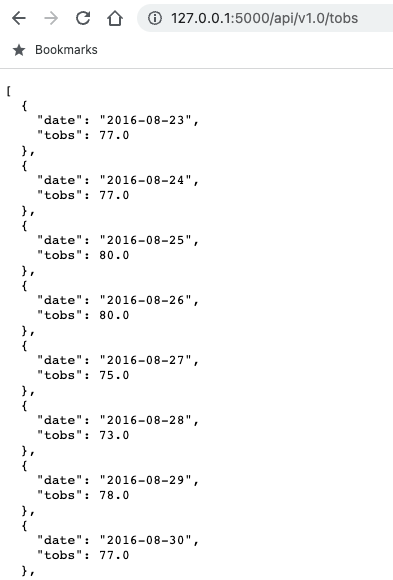 127.0.0.1:5000/api/v1.0/tobs
Bookmarks
[
  {
    "date": "2016-08-23",
    "tobs": 77.0
  },
  {
    "date": "2016-08-24",
    "tobs": 77.0
  },
  {
    "date": "2016-08-25",
    "tobs": 80.0
  },
  {
    "date": "2016-08-26",
    "tobs": 80.0
  },
  {
    "date": "2016-08-27",
    "tobs": 75.0
  },
  {
    "date": "2016-08-28",
    "tobs": 73.0
  },
  {
    "date": "2016-08-29",
    "tobs": 78.0
  },
  {
    "date": "2016-08-30",
    "tobs": 77.0
  },